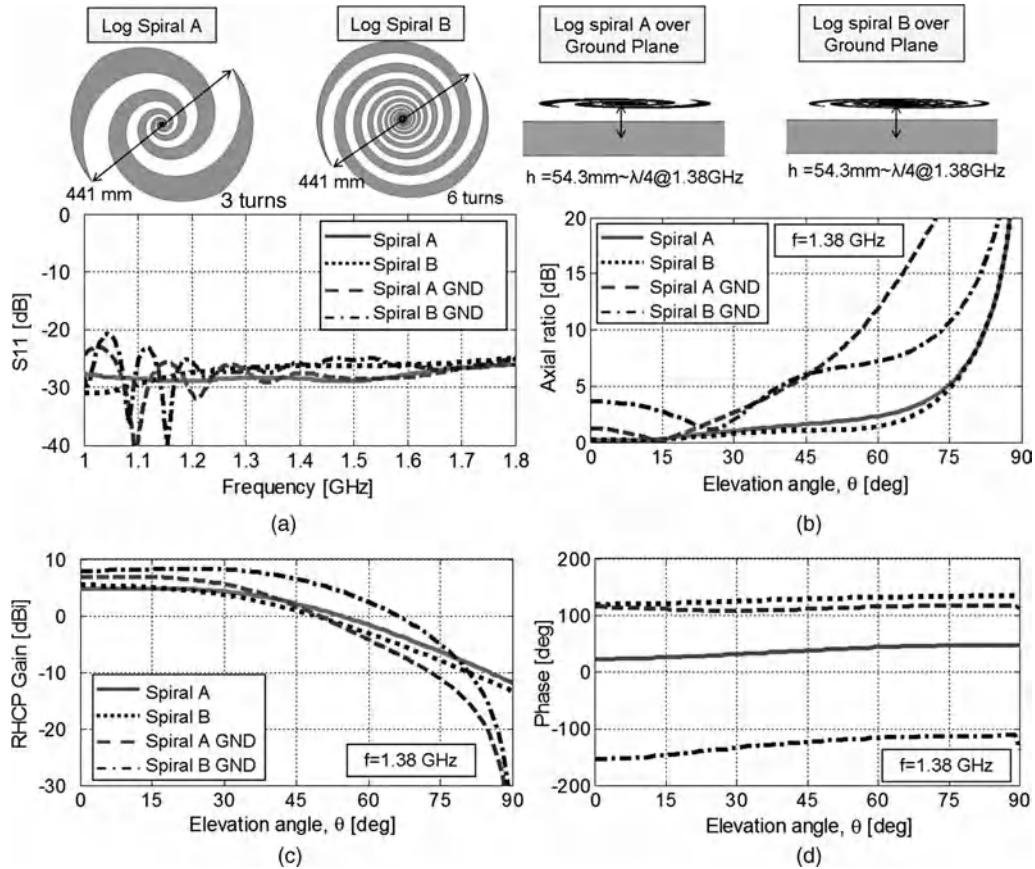 Log Spiral A
Log Spiral B
Log spiral A over
Ground Plane
Log spiral B over
Ground Plane
441 mm
3 turns
441 mm
6 turns
h = 54.3mm~λ/4@1.38GHz
h =54.3mm~λ/4@1.38GHz
0
-10
-20
-30
-40
S11 [dB]
Spiral A
Spiral B
Spiral A GND
Spiral B GND
1 1.1 1.2 1.3 1.4 1.5 1.6 1.7 1.8
Frequency [GHz]
(a)
20
15
10
5
0
Axial ratio [dB]
Spiral A
Spiral B
Spiral A GND
Spiral B GND
f=1.38 GHz
0 15 30 45 60 75 90
Elevation angle, θ [deg]
(b)
10
0
-10
-20
-30
RHCP Gain [dBi]
Spiral A
Spiral B
Spiral A GND
Spiral B GND
f=1.38 GHz
0 15 30 45 60 75 90
Elevation angle, θ [deg]
(c)
200
100
0
-100
-200
Phase [deg]
f=1.38 GHz
0 15 30 45 60 75 90
Elevation angle, θ [deg]
(d)